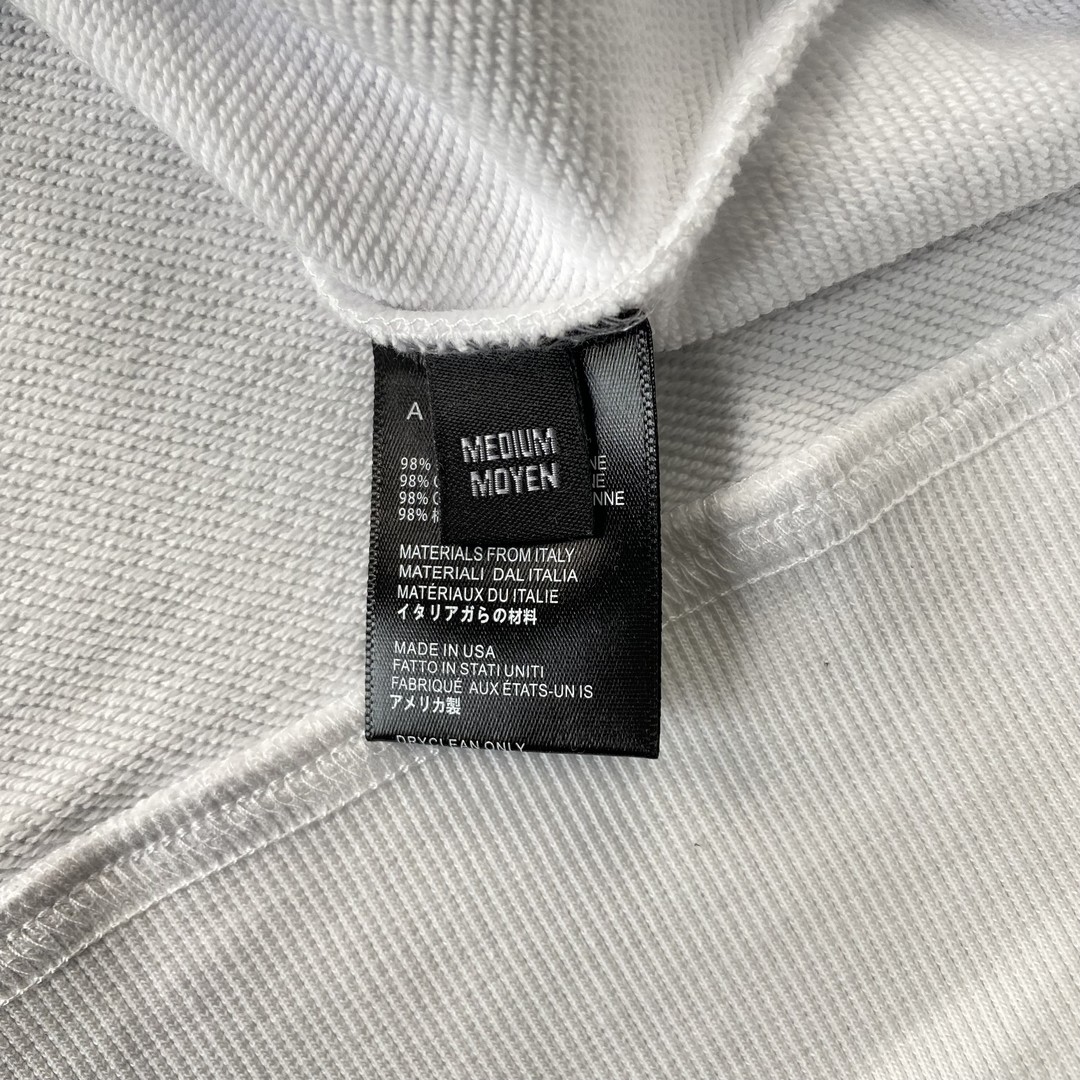 A
MEDIUM
MOYEN
98%
98%
98%
98%
MATERIALS FROM ITALY
MATERIALI DAL ITALIA
MATÉRIAUX DU ITALIE
イタリアガらの材料
MADE IN USA
FATTO IN STATI UNITI
FABRIQUÉ AUX ÉTATS-UN IS
アメリカ製
DRYCLEAN ONLY